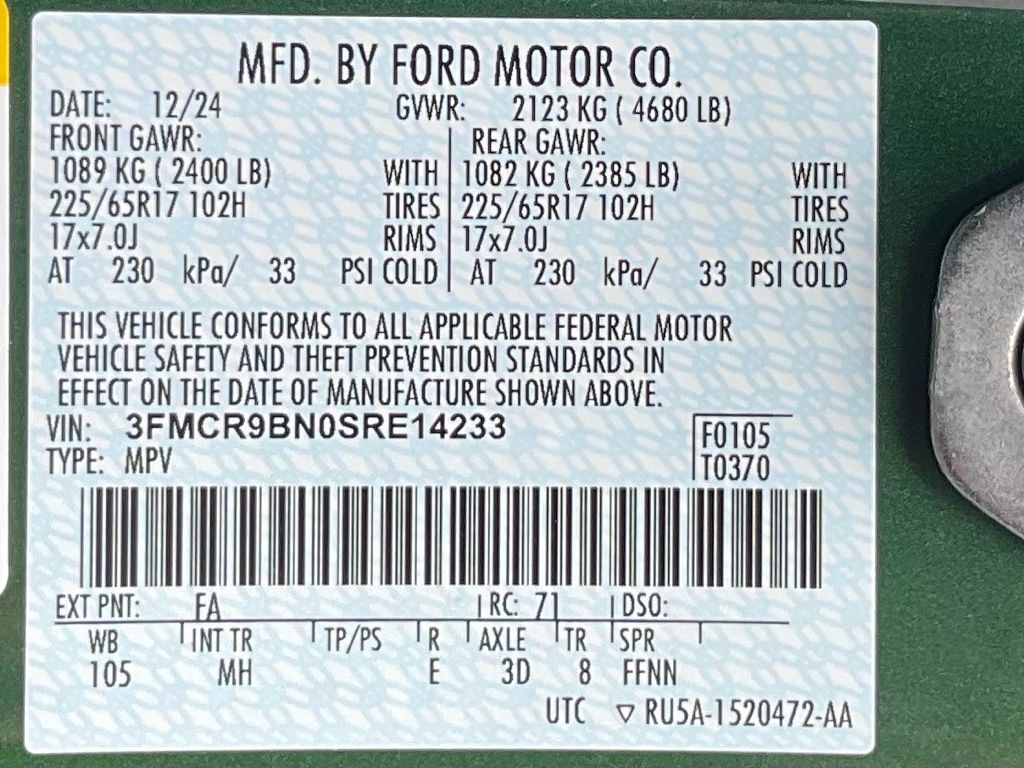 MFD. BY FORD MOTOR CO.
DATE: 12/24 GVWR: 2123 KG ( 4680 LB)
FRONT GAWR: REAR GAWR:
1089 KG ( 2400 LB) WITH 1082 KG ( 2385 LB) WITH
225/65R17 102H TIRES 225/65R17 102H TIRES
17x7.0J RIMS 17x7.0J RIMS
AT 230 kPa/ 33 PSI COLD AT 230 kPa/ 33 PSI COLD
THIS VEHICLE CONFORMS TO ALL APPLICABLE FEDERAL MOTOR
VEHICLE SAFETY AND THEFT PREVENTION STANDARDS IN
EFFECT ON THE DATE OF MANUFACTURE SHOWN ABOVE.
VIN: 3FMCR9BN0SRE14233 F0105
TYPE: MPV T0370
EXT PNT: FA RC: 71 DSO:
WB INT TR TP/PS R AXLE TR SPR
105 MH E 3D 8 FFNN
UTC ▽ RU5A-1520472-AA